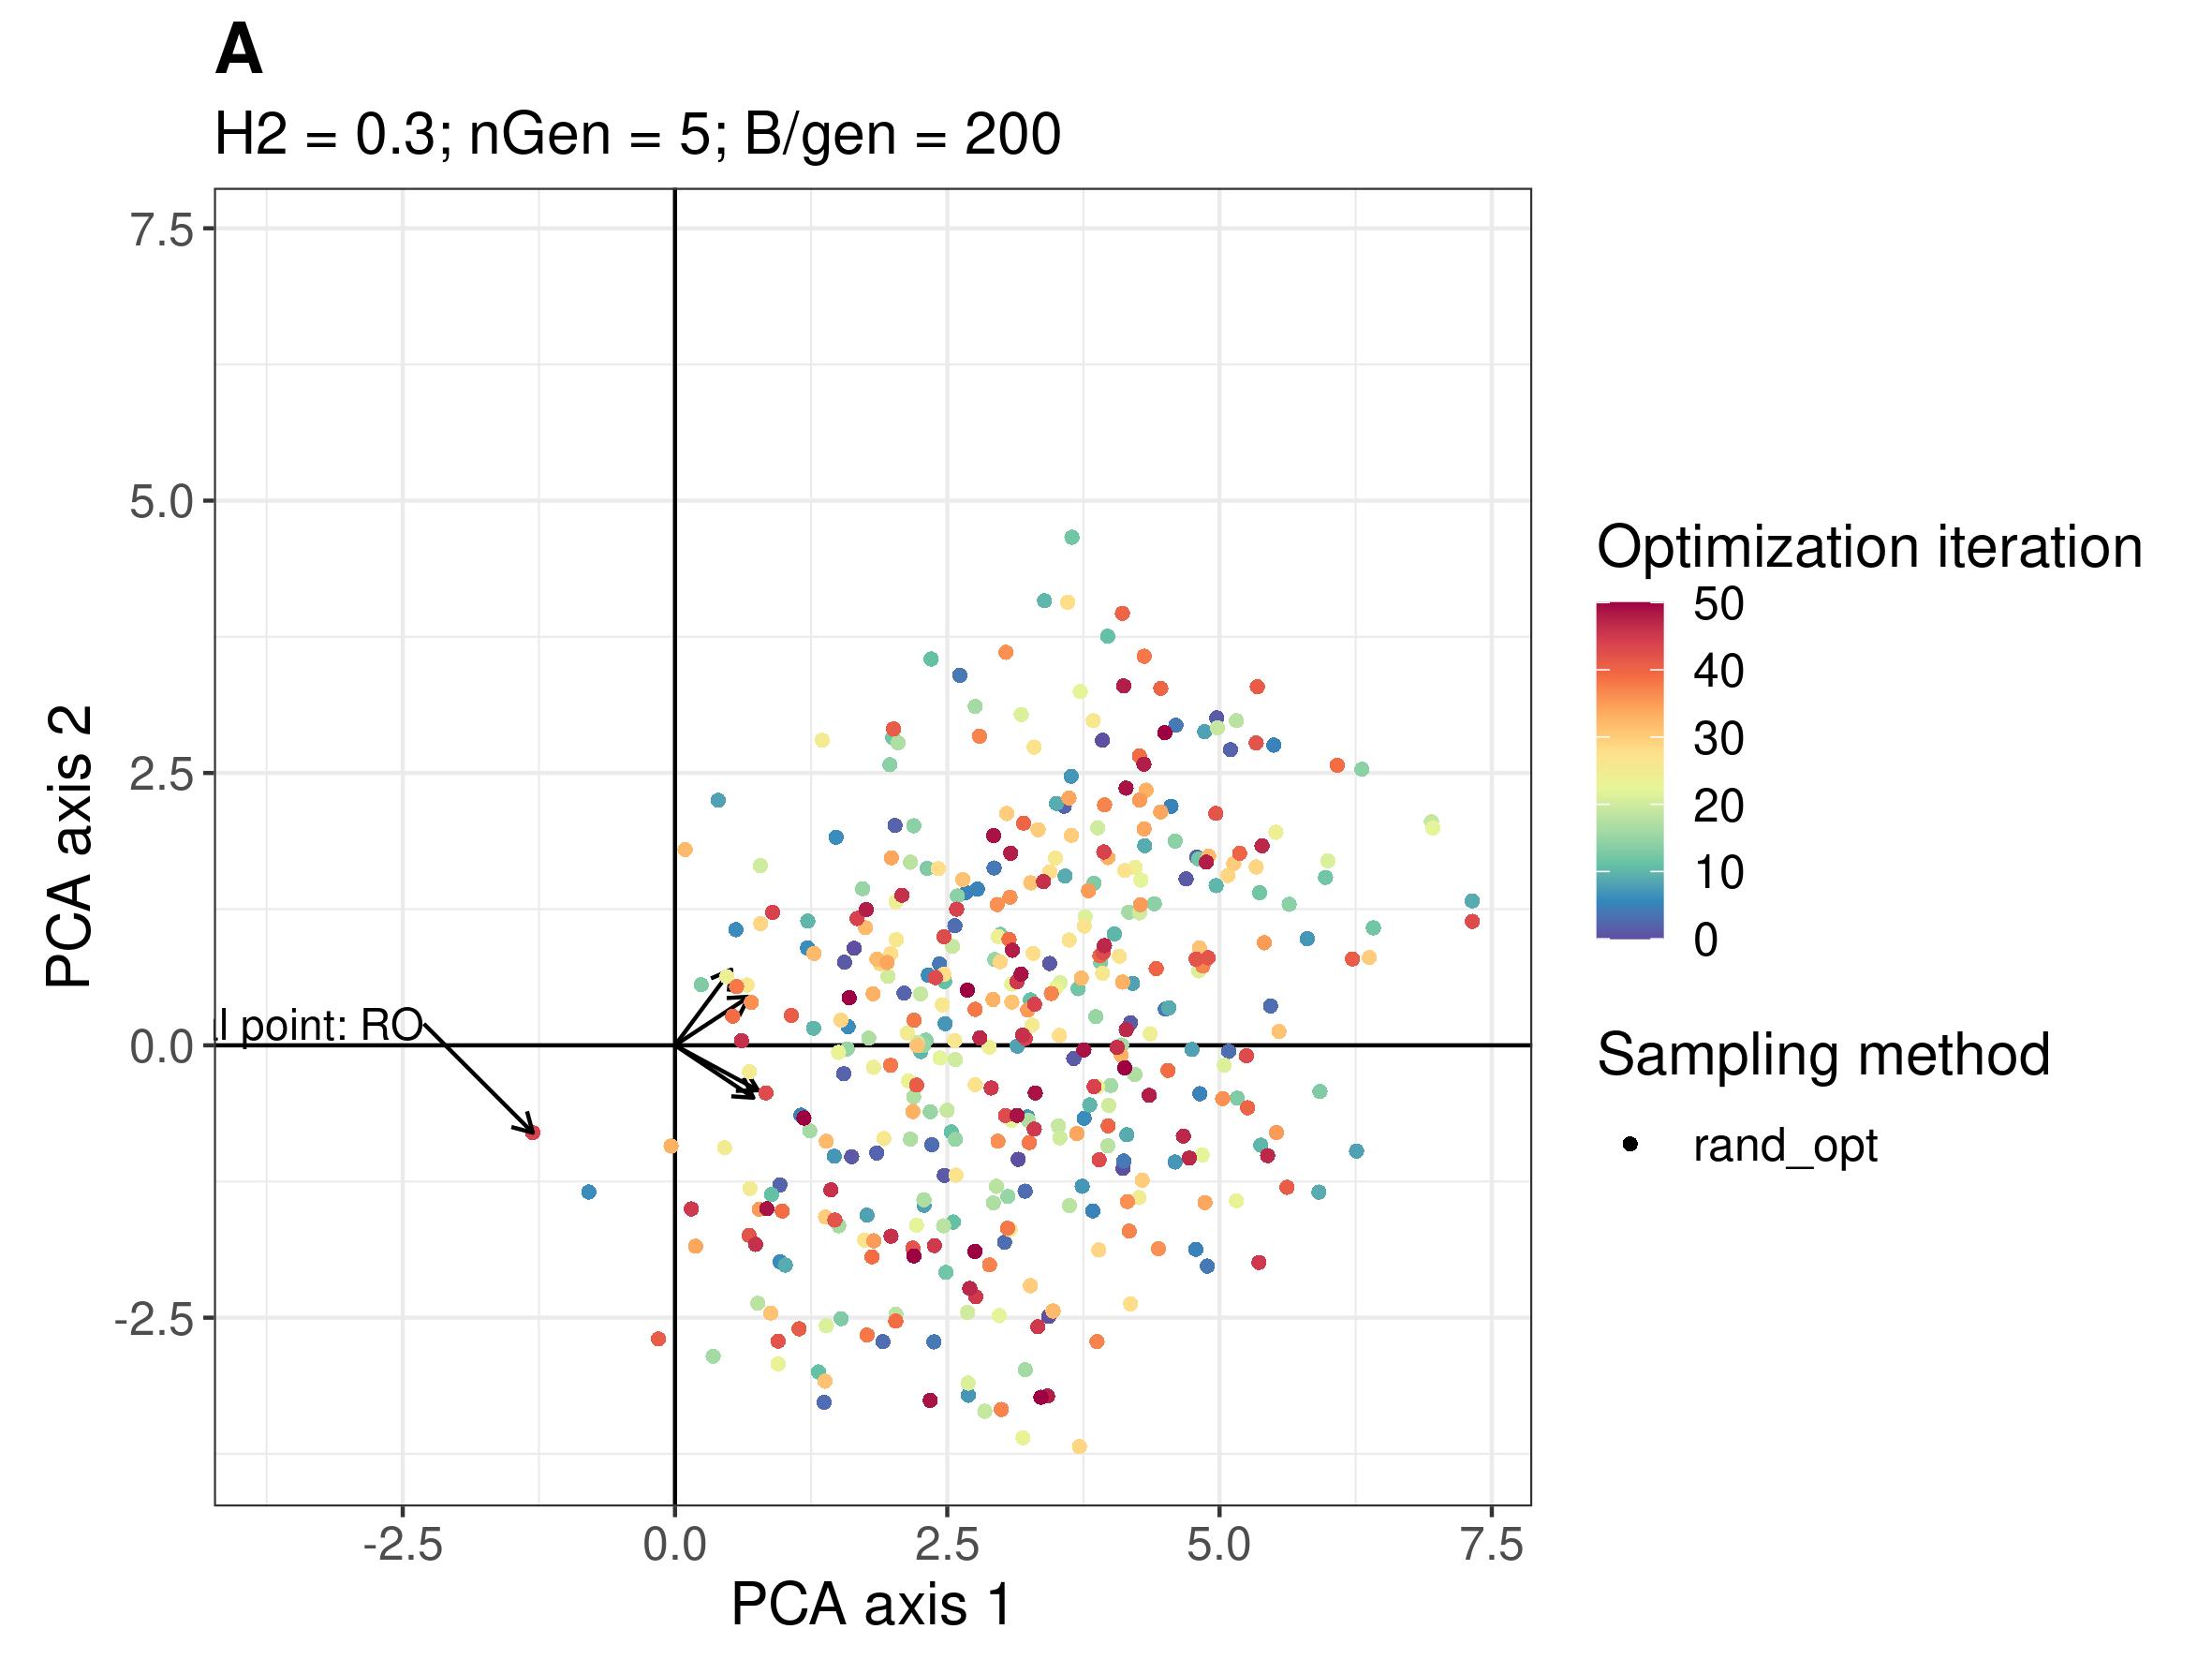 A
H2 = 0.3; nGen = 5; B/gen = 200
7.5
5.0
2.5
0.0
-2.5
PCA axis 2
point: RO
-2.5
0.0
2.5
5.0
7.5
PCA axis 1
Optimization iteration
50
40
30
20
10
0
Sampling method
rand_opt